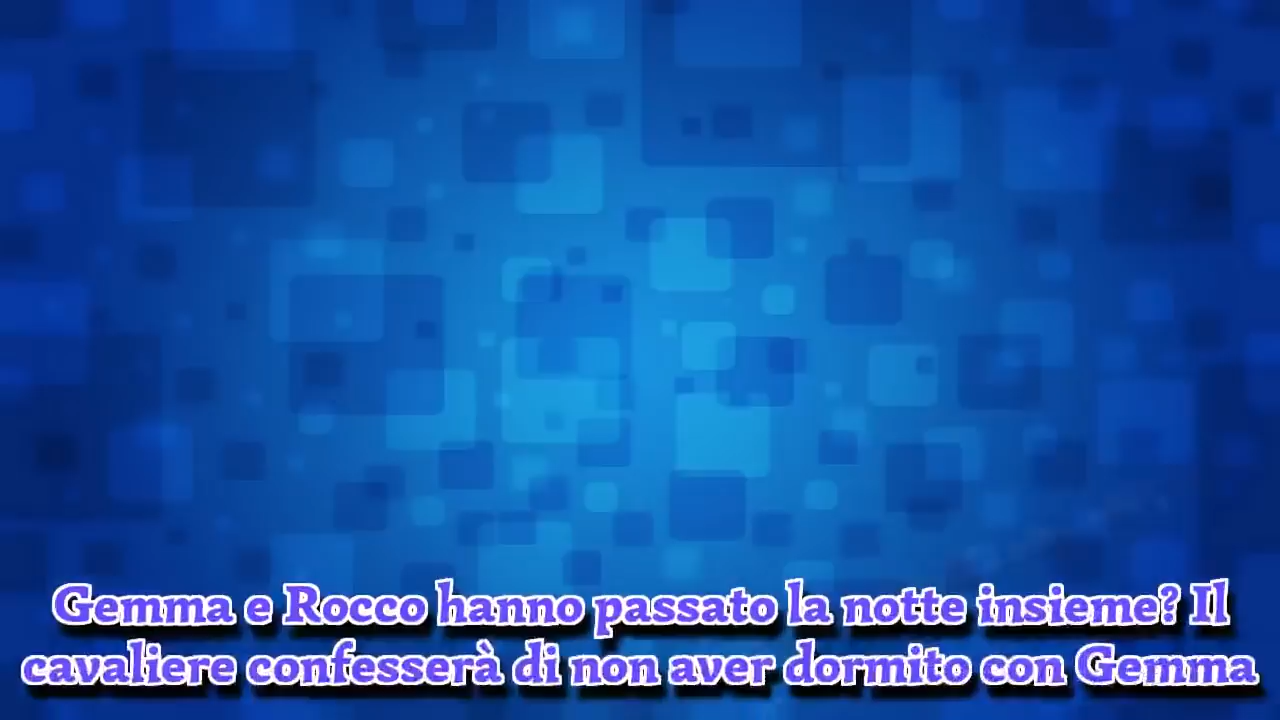 Gemma e Rocco hanno passato la notte insieme? Il
cavaliere confesserà di non aver dormito con Gemma